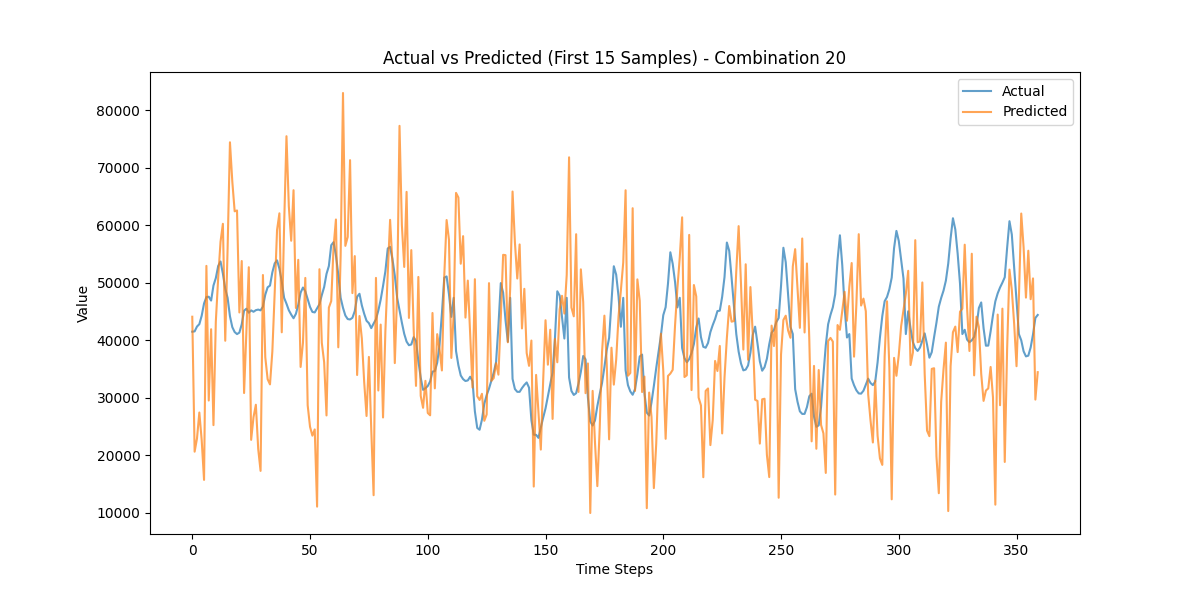 Actual vs Predicted (First 15 Samples) - Combination 20
Actual
Predicted
80000
70000
60000
50000
40000
30000
20000
10000
Value
0 50 100 150 200 250 300 350
Time Steps